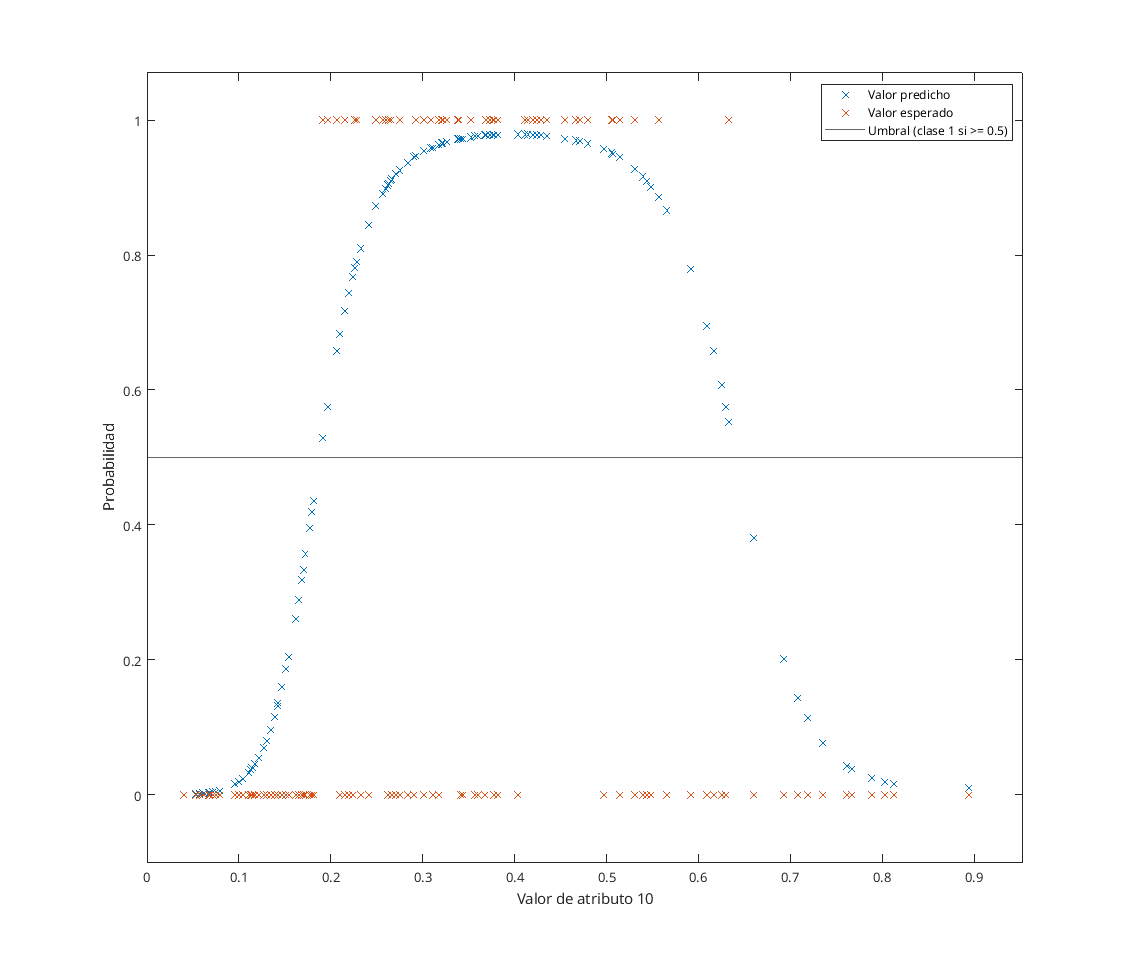 Valor predicho
Valor esperado
Umbral (clase 1 si >= 0.5)
1
0.8
0.6
0.4
0.2
0
Probabilidad
0 0.1 0.2 0.3 0.4 0.5 0.6 0.7 0.8 0.9
Valor de atributo 10